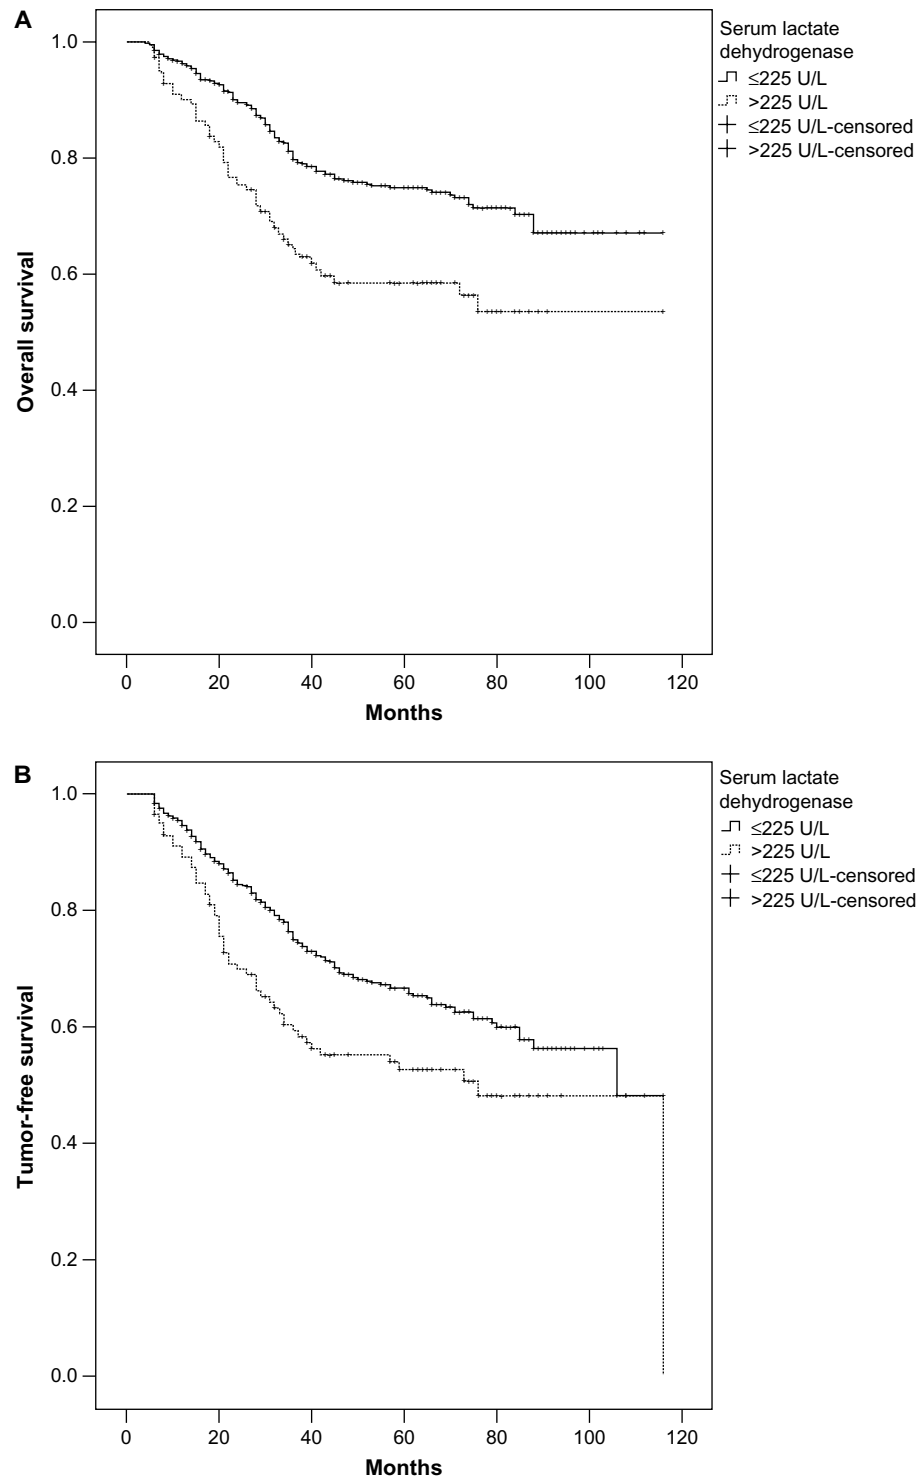 A
Serum lactate
dehydrogenase
≤225 U/L
>225 U/L
≤225 U/L-censored
>225 U/L-censored
Overall survival
1.0
0.8
0.6
0.4
0.2
0.0
0 20 40 60 80 100 120
Months
B
Serum lactate
dehydrogenase
≤225 U/L
>225 U/L
≤225 U/L-censored
>225 U/L-censored
Tumor-free survival
1.0
0.8
0.6
0.4
0.2
0.0
0 20 40 60 80 100 120
Months